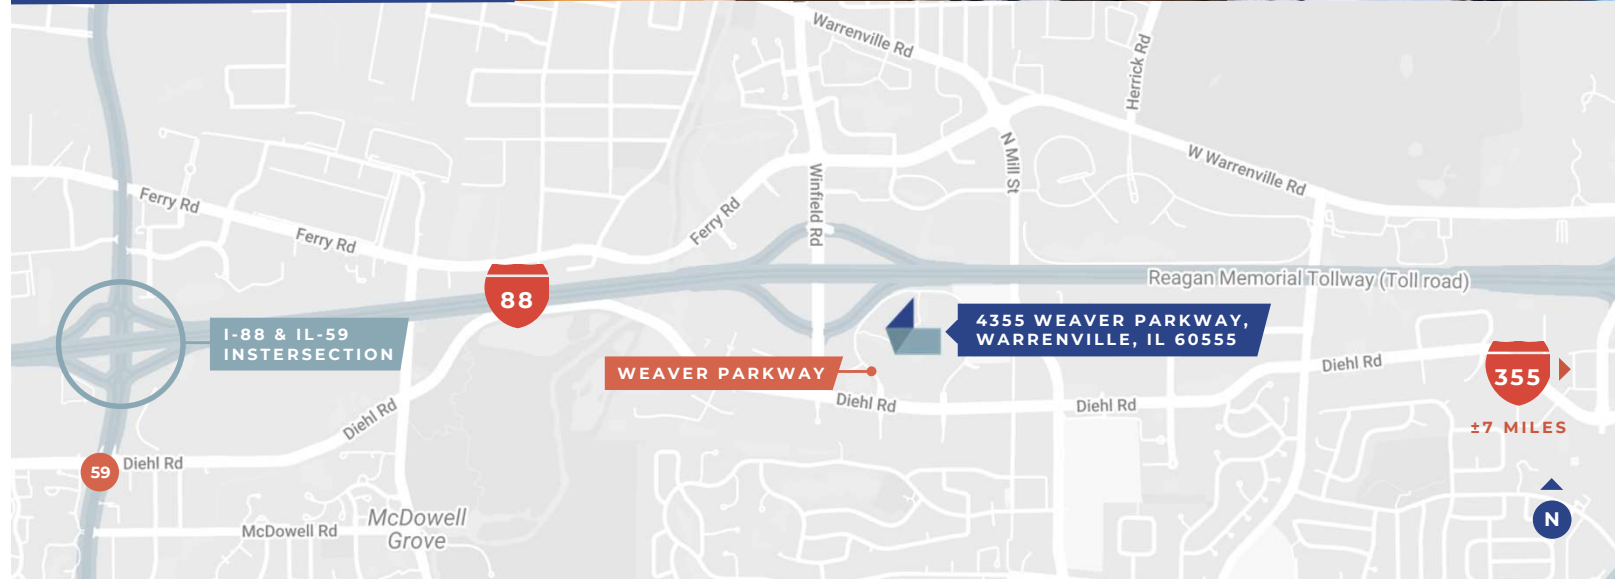 Warrenville Rd
Herrick Rd
N Mill St
W Warrenville Rd
Ferry Rd
Ferry Rd
Ferry Rd
Winfield Rd
Reagan Memorial Tollway (Toll road)
88
I-88 & IL-59
INSTERSECTION
4355 WEAVER PARKWAY,
WARRENVILLE, IL 60555
WEAVER PARKWAY
Diehl Rd
355
±7 MILES
Diehl Rd
Diehl Rd
Diehl Rd
59
Diehl Rd
McDowell Rd
McDowell
Grove
N